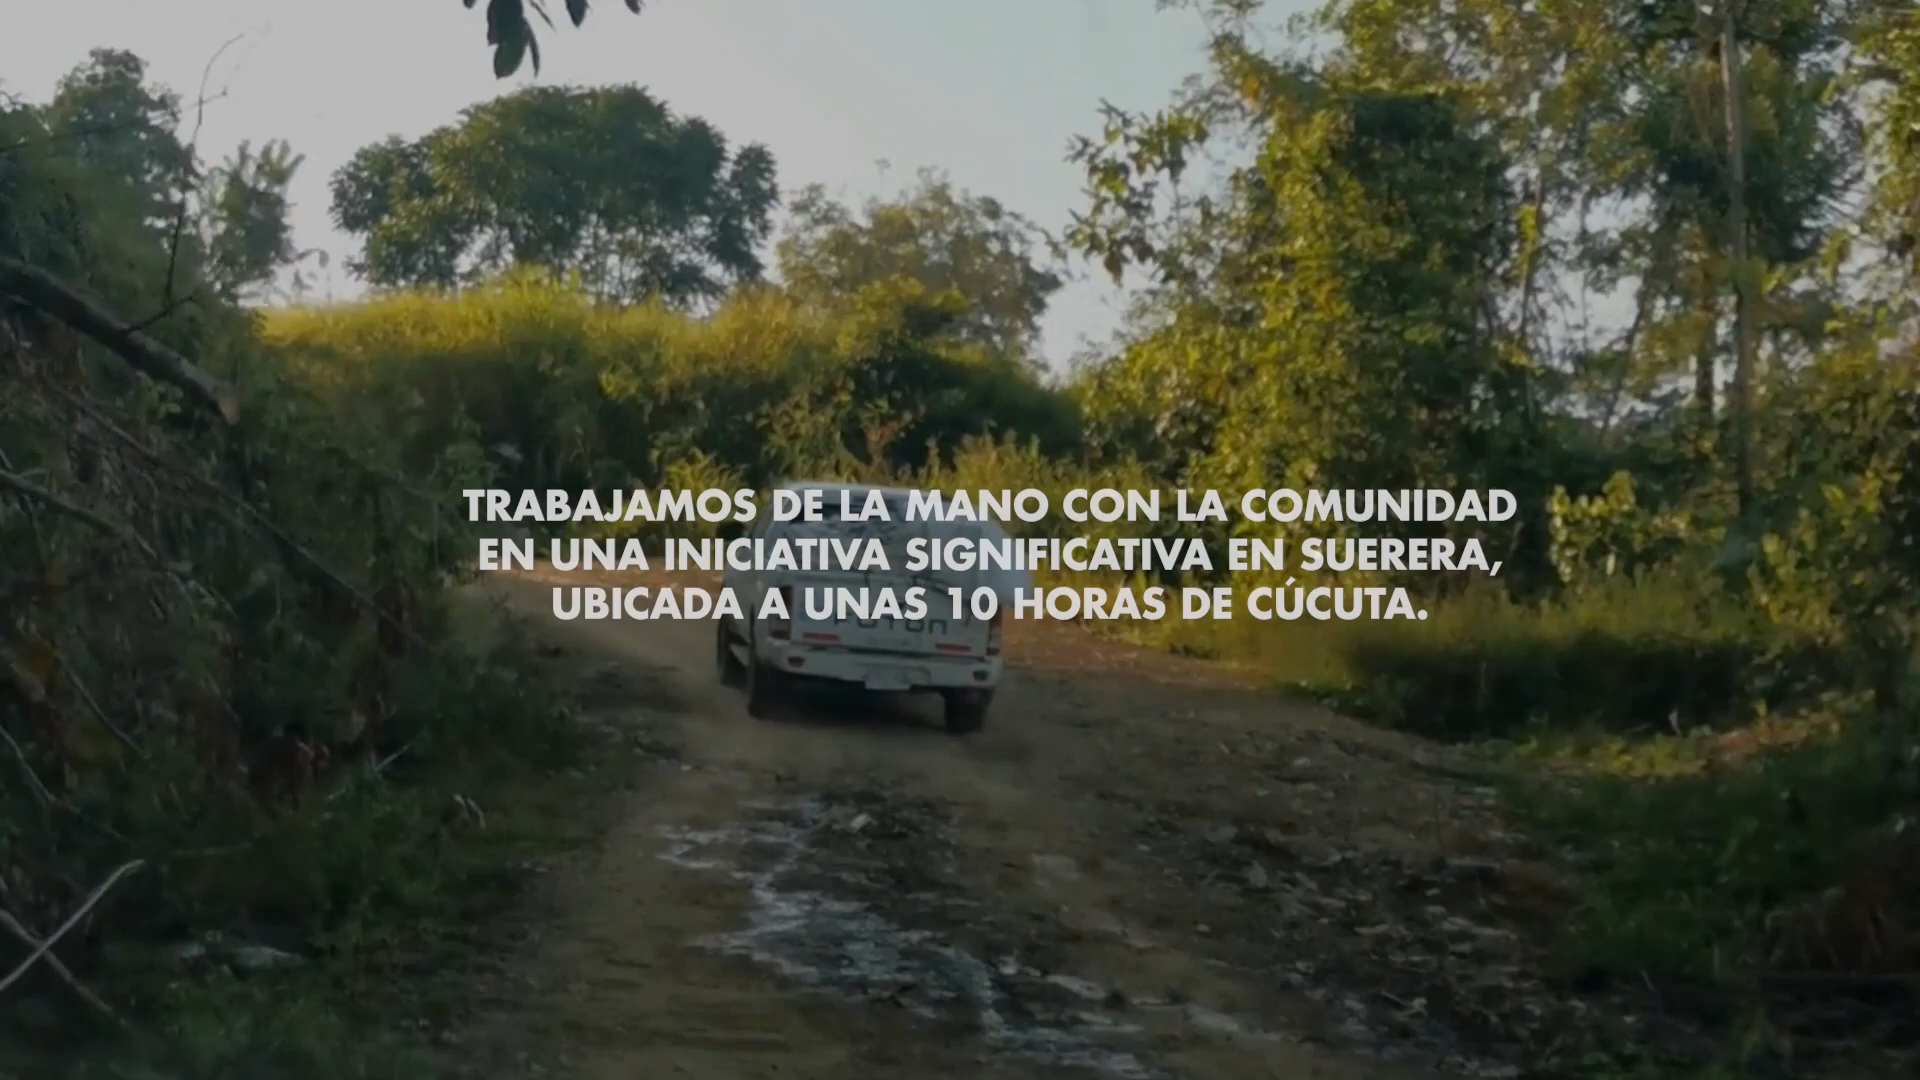 TRABAJAMOS DE LA MANO CON LA COMUNIDAD
EN UNA INICIATIVA SIGNIFICATIVA EN SUERERA,
UBICADA A UNAS 10 HORAS DE CÚCUTA.
FOTON